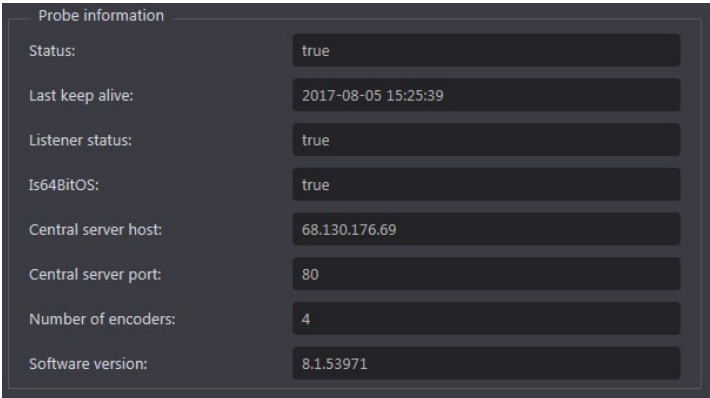 Probe information
Status: true
Last keep alive: 2017-08-05 15:25:39
Listener status: true
Is64BitOS: true
Central server host: 68.130.176.69
Central server port: 80
Number of encoders: 4
Software version: 8.1.53971